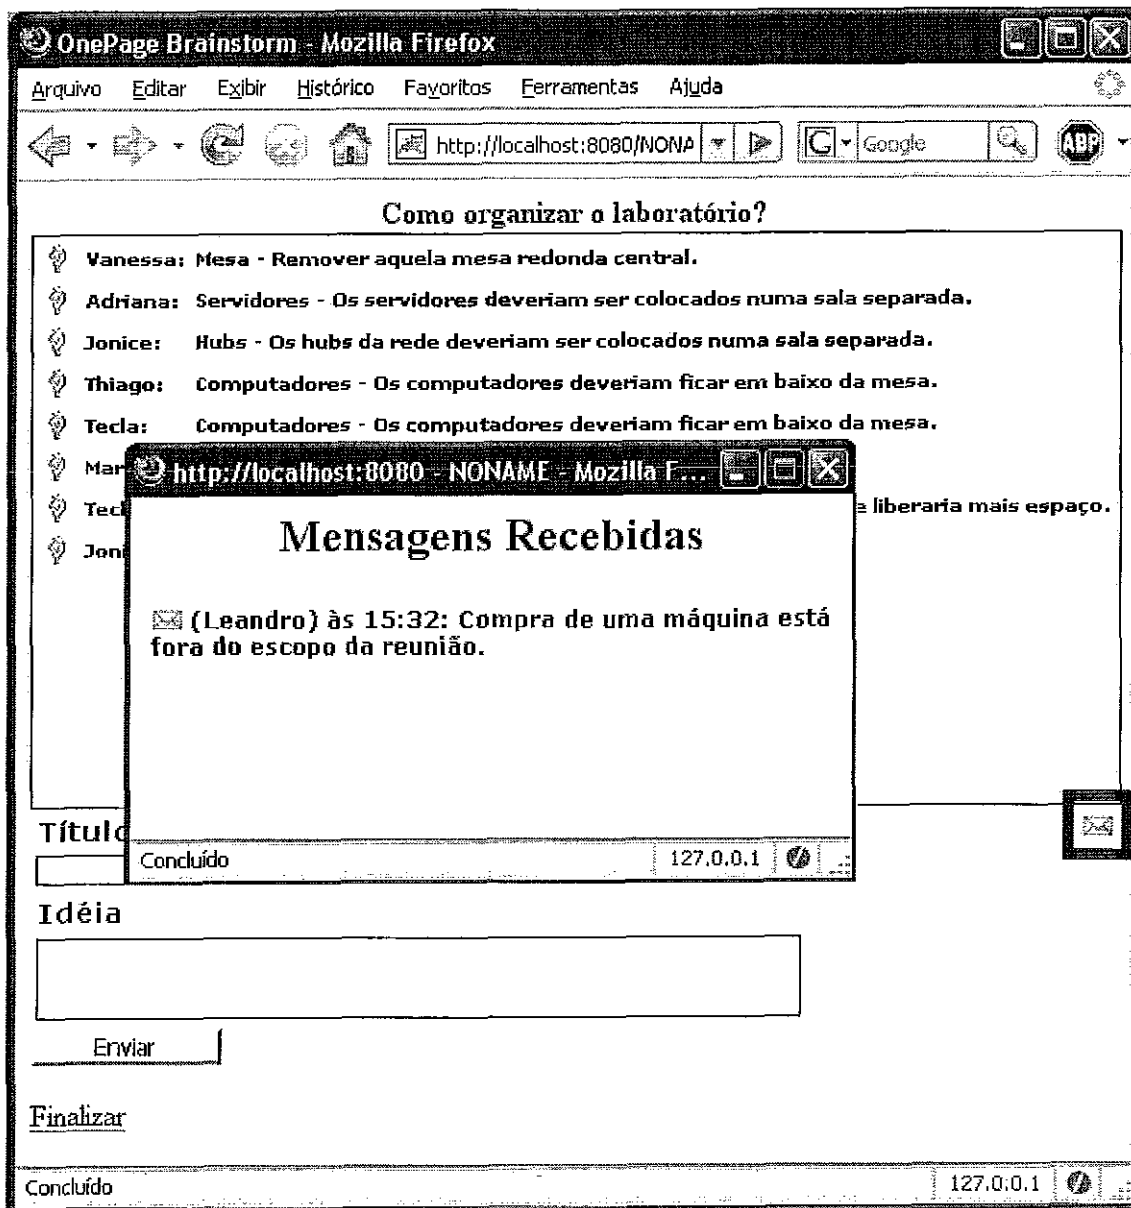 OnePage Brainstorm - Mozilla Firefox
Arquivo Editar Exibir Histórico Favoritos Ferramentas Ajuda
http://localhost:8080/NONA G Google ABP
Como organizar o laboratório?
Vanessa: Mesa - Remover aquela mesa redonda central.
Adriana: Servidores - Os servidores deveriam ser colocados numa sala separada.
Jonice: Hubs - Os hubs da rede deveriam ser colocados numa sala separada.
Thiago: Computadores - Os computadores deveriam ficar em baixo da mesa.
Tecla: Computadores - Os computadores deveriam ficar em baixo da mesa.
Mar
Tecl e liberaria mais espaço.
Joni
http://localhost:8080 - NONAME - Mozilla F...
Mensagens Recebidas
(Leandro) às 15:32: Compra de uma máquina está
fora do escopo da reunião.
Concluído 127.0.0.1
Título
Idéia
Enviar
Finalizar
Concluído 127.0.0.1